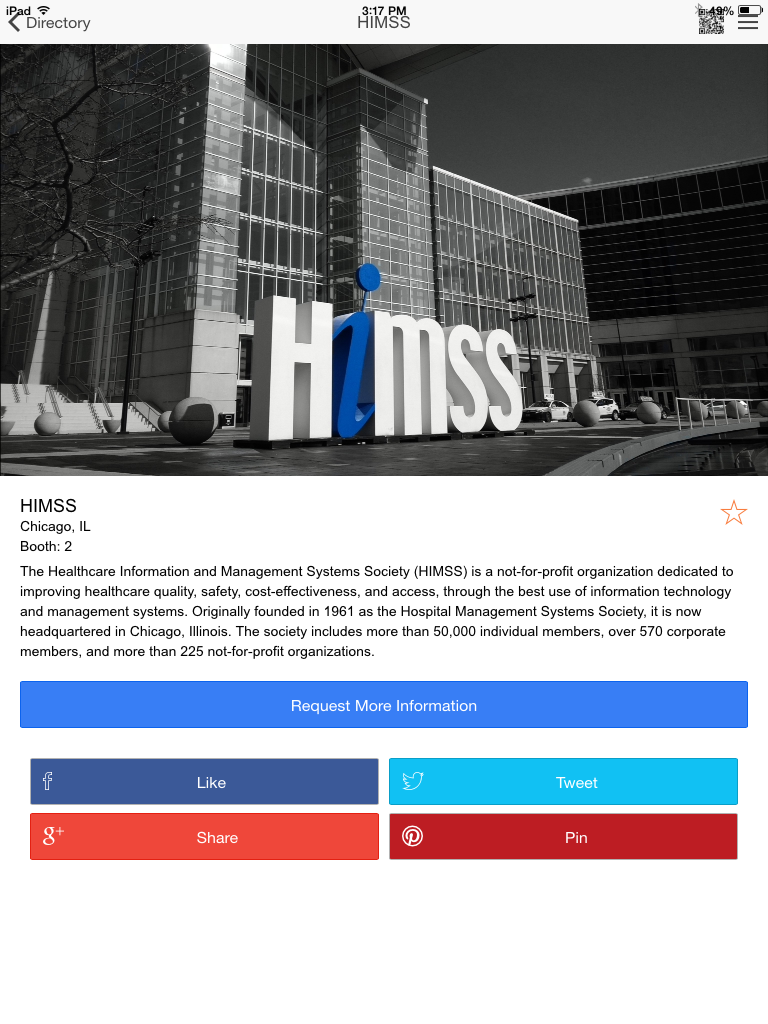 iPad 3:17 PM 49%
Directory HIMSS
Himss
HIMSS
Chicago, IL
Booth: 2
The Healthcare Information and Management Systems Society (HIMSS) is a not-for-profit organization dedicated to
improving healthcare quality, safety, cost-effectiveness, and access, through the best use of information technology
and management systems. Originally founded in 1961 as the Hospital Management Systems Society, it is now
headquartered in Chicago, Illinois. The society includes more than 50,000 individual members, over 570 corporate
members, and more than 225 not-for-profit organizations.
Request More Information
f Like
Tweet
g+ Share
Pin